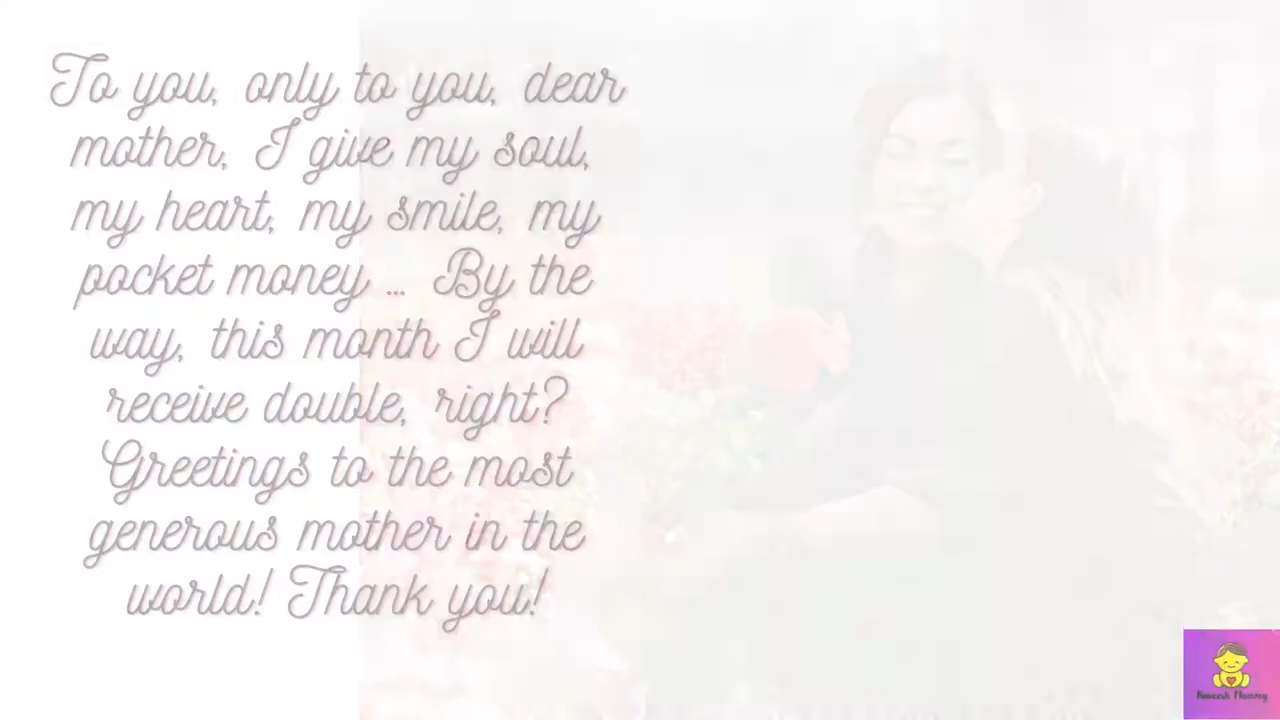 To you, only to you, dear
mother, I give my soul,
my heart, my smile, my
pocket money ... By the
way, this month I will
receive double, right?
Greetings to the most
generous mother in the
world! Thank you!
Mommy